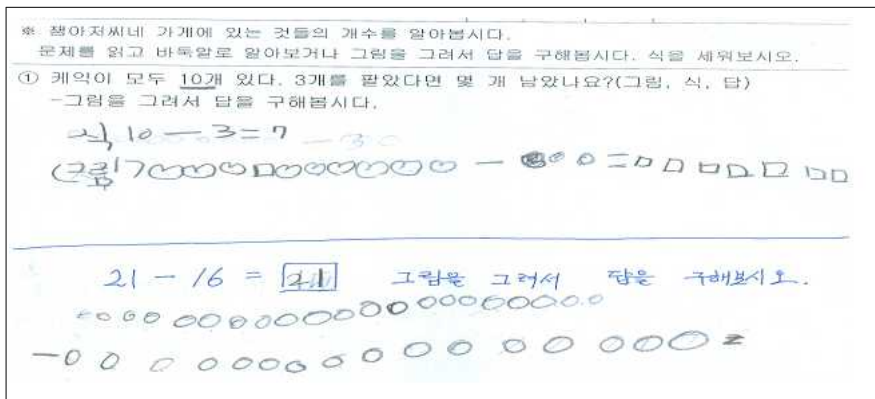 ※ 잼아저씨네 가게에 있는 것들의 개수를 알아봅시다.
문제를 읽고 바둑알로 알아보거나 그림을 그려서 답을 구해봅시다. 식을 세워보시오.
① 케익이 모두 10개 있다. 3개를 팔았다면 몇 개 남았나요?(그림, 식, 답)
-그림을 그려서 답을 구해봅시다.
식 10 - 3 = 7
(그림)
21 - 16 = 21 그림을 그려서 답을 구해보시오.